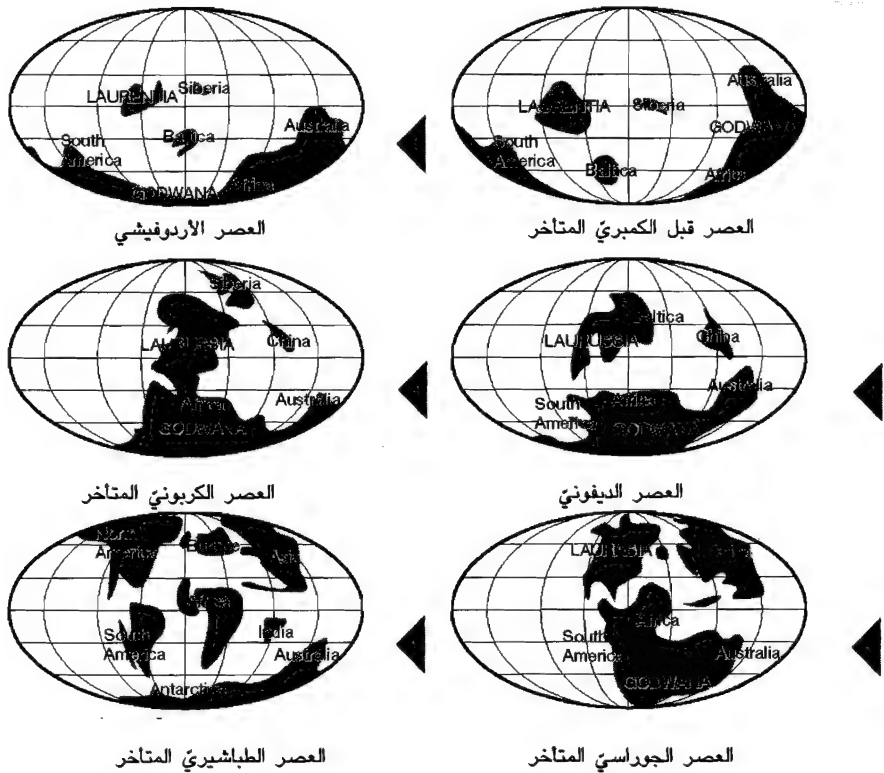 Australia
LAURENTIA
Siberia
GODWANA
South
America
Baltica
Africa
العصر قبل الكمبريّ المتأخر
LAURENTIA
Siberia
Australia
Baltica
South
America
Africa
GODWANA
العصر الأردوفيشي
Baltica
LAURUSSIA
China
Australia
South
America
Africa
GODWANA
العصر الديفونيّ
Siberia
LAURUSSIA
China
Africa
Australia
GODWANA
العصر الكربونيّ المتأخر
LAURUSIA
Africa
South
America
Australia
GODWANA
العصر الجوراسيّ المتأخر
North
America
Asia
Africa
South
America
India
Australia
Antarctica
العصر الطباشيريّ المتأخر